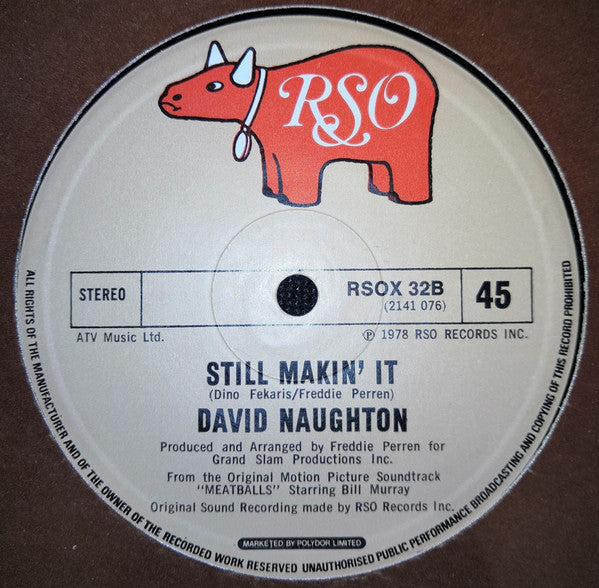 RSO
STEREO
RSOX 32B
(2141 076)
45
ATV Music Ltd.
Ⓟ 1978 RSO RECORDS INC.
STILL MAKIN' IT
(Dino Fekaris/Freddie Perren)
DAVID NAUGHTON
Produced and Arranged by Freddie Perren for
Grand Slam Productions Inc.
From the Original Motion Picture Soundtrack
"MEATBALLS" Starring Bill Murray
Original Sound Recording made by RSO Records Inc.
MARKETED BY POLYDOR LIMITED
ALL RIGHTS OF THE MANUFACTURER AND OF THE OWNER OF THE RECORDED WORK RESERVED UNAUTHORISED PUBLIC PERFORMANCE BROADCASTING AND COPYING OF THIS RECORD PROHIBITED